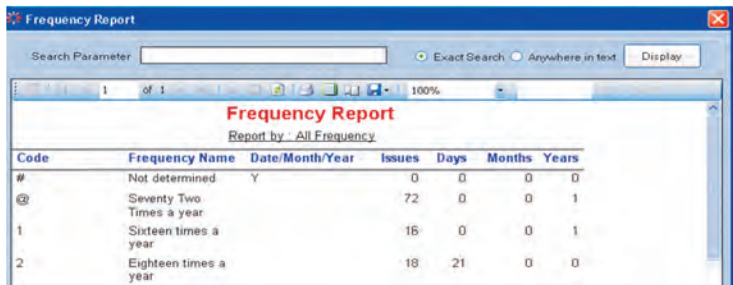 Frequency Report
Search Parameter Exact Search Anywhere in text Display
1 of 1 100%
Frequency Report
Report by : All Frequency
Code Frequency Name Date/Month/Year Issues Days Months Years
# Not determined Y 0 0 0 0
@ Seventy Two 72 0 0 1
Times a year
1 Sixteen times a 16 0 0 1
year
2 Eighteen times a 18 21 0 0
year